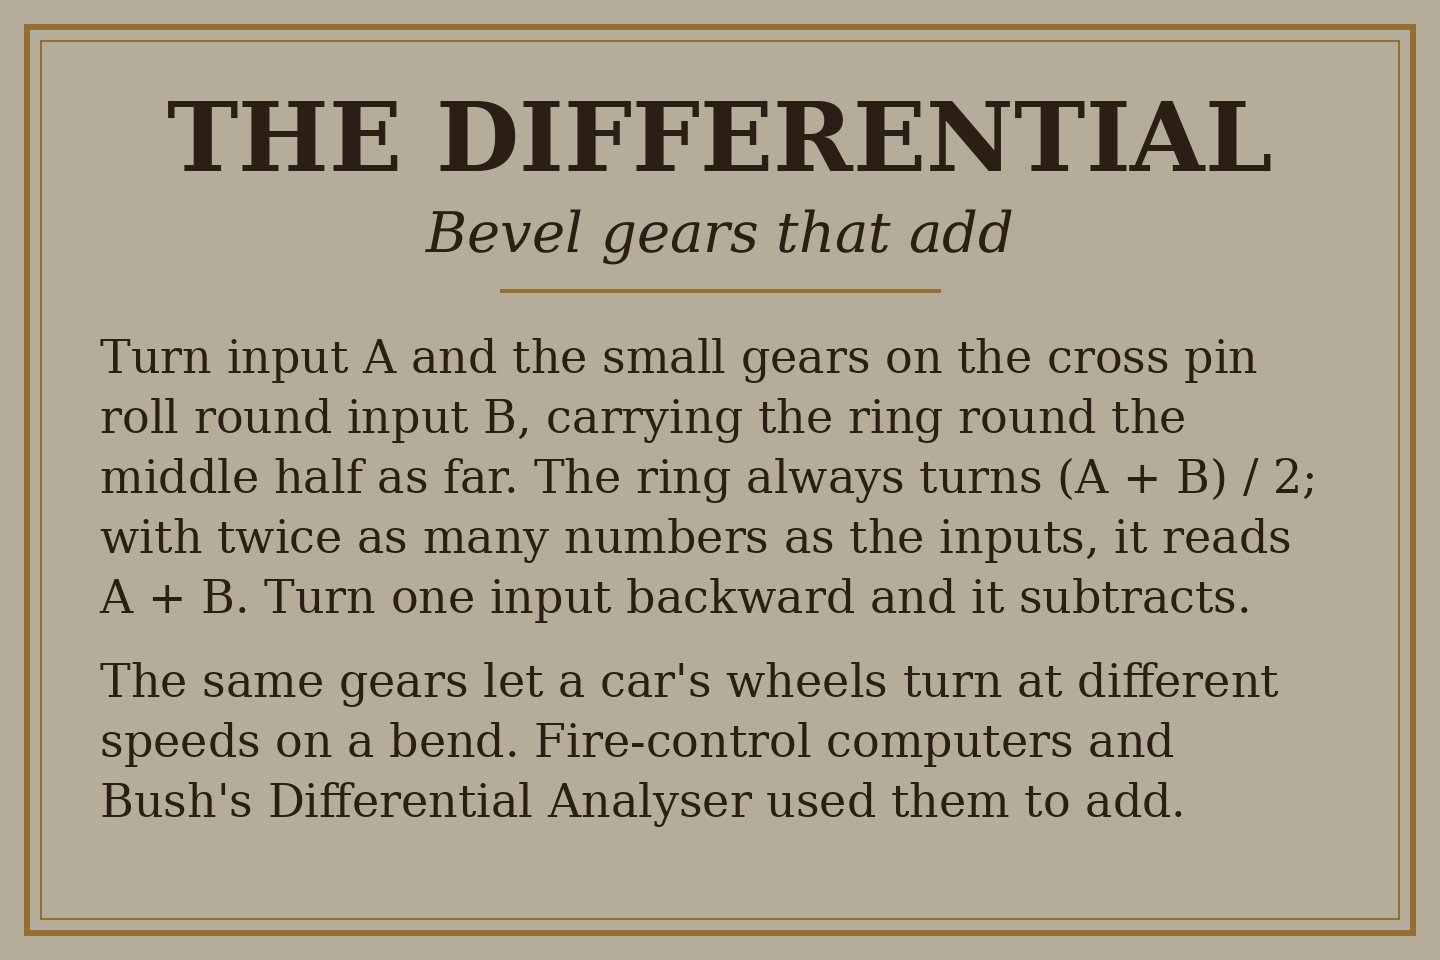 THE DIFFERENTIAL
Bevel gears that add
Turn input A and the small gears on the cross pin
roll round input B, carrying the ring round the
middle half as far. The ring always turns (A + B) / 2;
with twice as many numbers as the inputs, it reads
A + B. Turn one input backward and it subtracts.
The same gears let a car's wheels turn at different
speeds on a bend. Fire-control computers and
Bush's Differential Analyser used them to add.